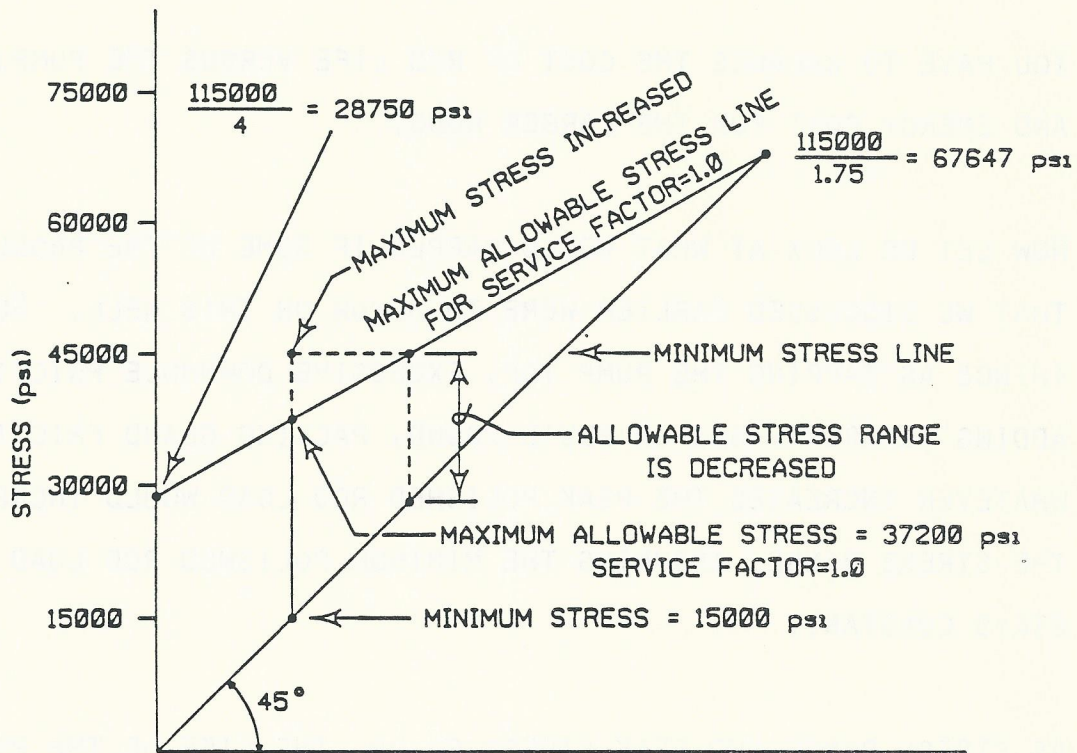 75000
60000
45000
30000
15000
STRESS (psi)
115000
4
= 28750 psi
MAXIMUM STRESS INCREASED
MAXIMUM ALLOWABLE STRESS LINE
FOR SERVICE FACTOR=1.0
115000
1.75
= 67647 psi
MINIMUM STRESS LINE
ALLOWABLE STRESS RANGE
IS DECREASED
MAXIMUM ALLOWABLE STRESS = 37200 psi
SERVICE FACTOR=1.0
MINIMUM STRESS = 15000 psi
45°